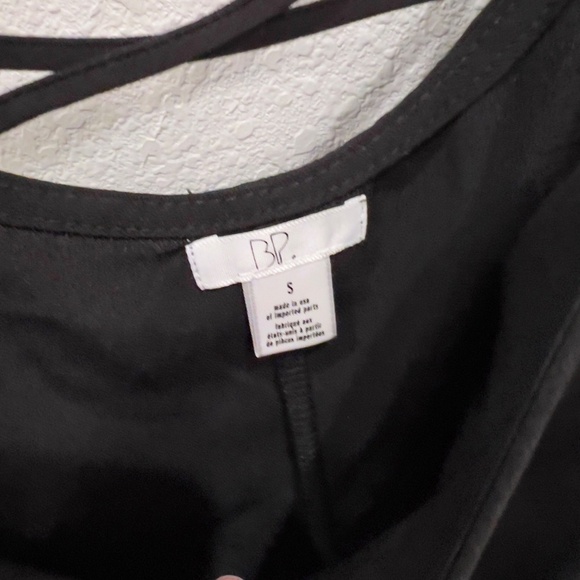 BP.
S
made in usa
of imported parts
fabriqué aux
états-unis à partir
de pièces importées